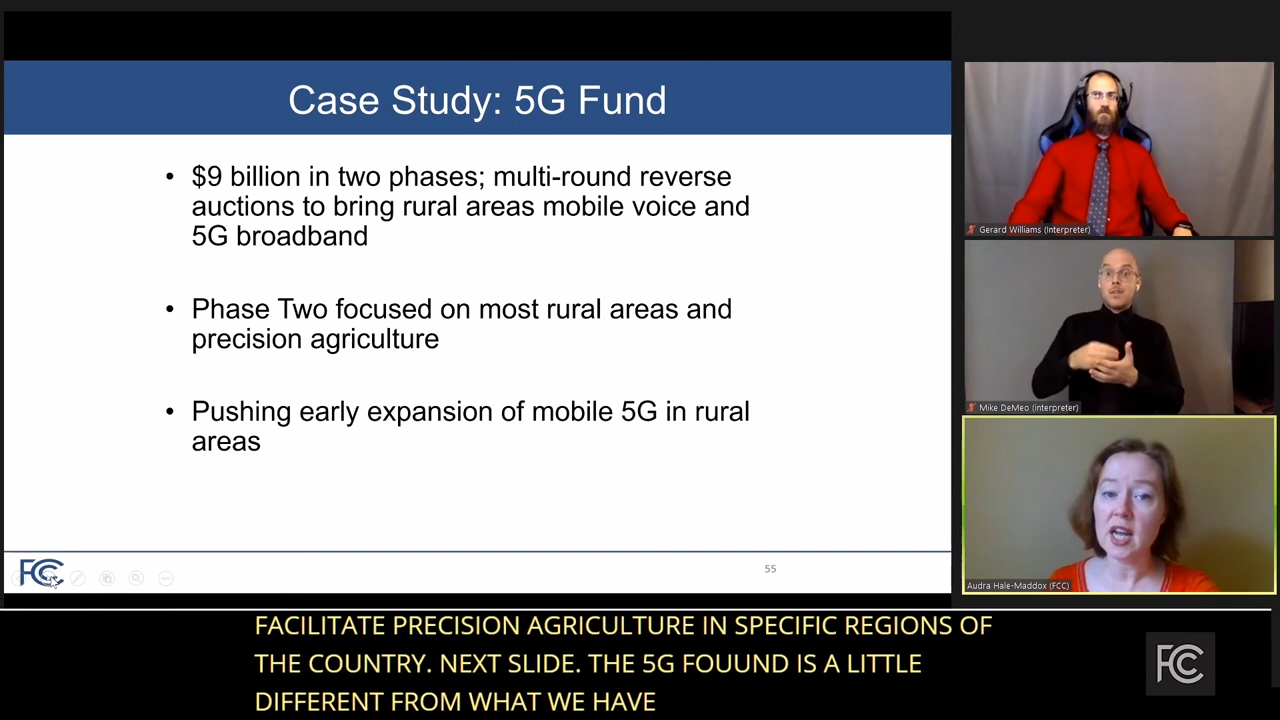 Case Study: 5G Fund
• $9 billion in two phases; multi-round reverse
auctions to bring rural areas mobile voice and
5G broadband
• Phase Two focused on most rural areas and
precision agriculture
• Pushing early expansion of mobile 5G in rural
areas
FCC
55
Gerard Williams (Interpreter)
Mike DeMeo (interpreter)
Audra Hale-Maddox (FCC)
FACILITATE PRECISION AGRICULTURE IN SPECIFIC REGIONS OF
THE COUNTRY. NEXT SLIDE. THE 5G FOUUND IS A LITTLE
DIFFERENT FROM WHAT WE HAVE
FCC